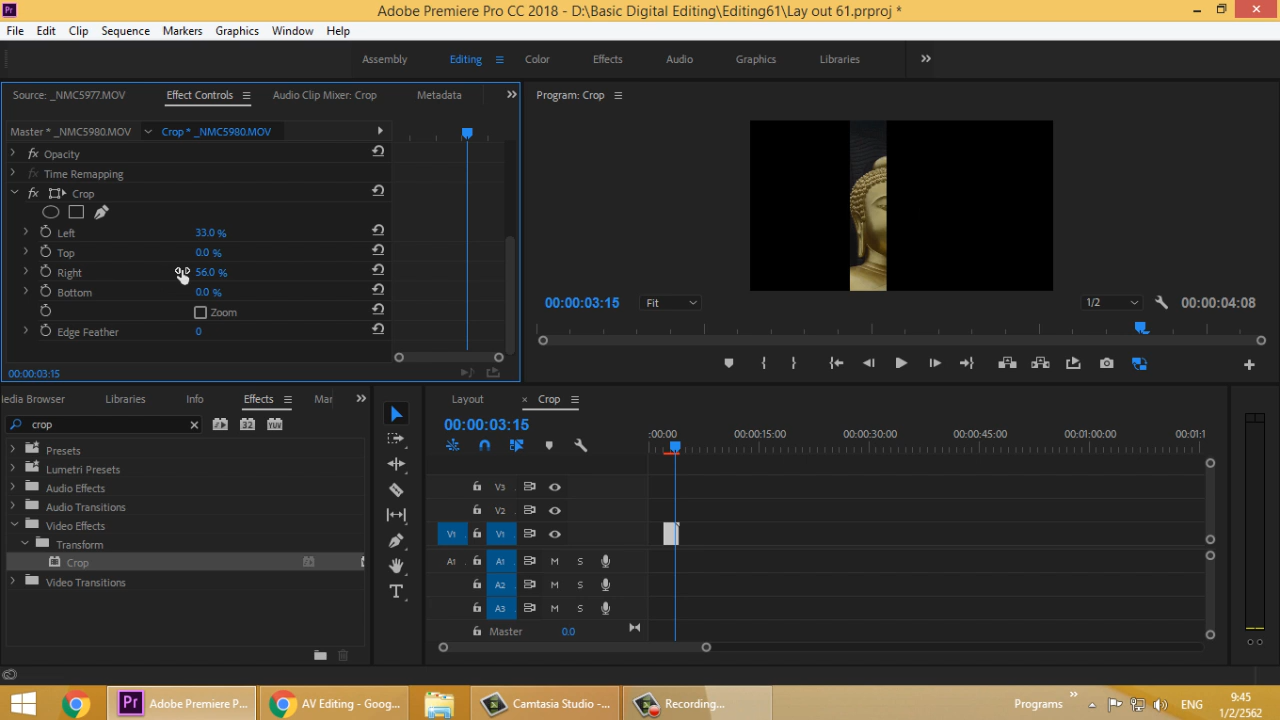 Adobe Premiere Pro CC 2018 - D:\Basic Digital Editing\Editing61\Lay out 61.prproj *
File Edit Clip Sequence Markers Graphics Window Help
Assembly Editing Color Effects Audio Graphics Libraries
Source: _NMC5977.MOV Effect Controls Audio Clip Mixer: Crop Metadata
Program: Crop
Master * _NMC5980.MOV Crop * _NMC5980.MOV
fx Opacity
fx Time Remapping
fx Crop
Left 33.0 %
Top 0.0 %
Right 56.0 %
Bottom 0.0 %
Zoom
Edge Feather 0
00:00:03:15
00:00:03:15 Fit 1/2 00:00:04:08
edia Browser Libraries Info Effects Mar
crop
Presets
Lumetri Presets
Audio Effects
Audio Transitions
Video Effects
Transform
Crop
Video Transitions
Layout × Crop
00:00:03:15
:00:00 00:00:15:00 00:00:30:00 00:00:45:00 00:01:00:00 00:01:1
V3
V2
V1 V1
A1 A1 M S
A2 M S
A3 M S
Master 0.0
Adobe Premiere P... AV Editing - Goog... Camtasia Studio -... Recording...
Programs ENG 9:45
1/2/2562